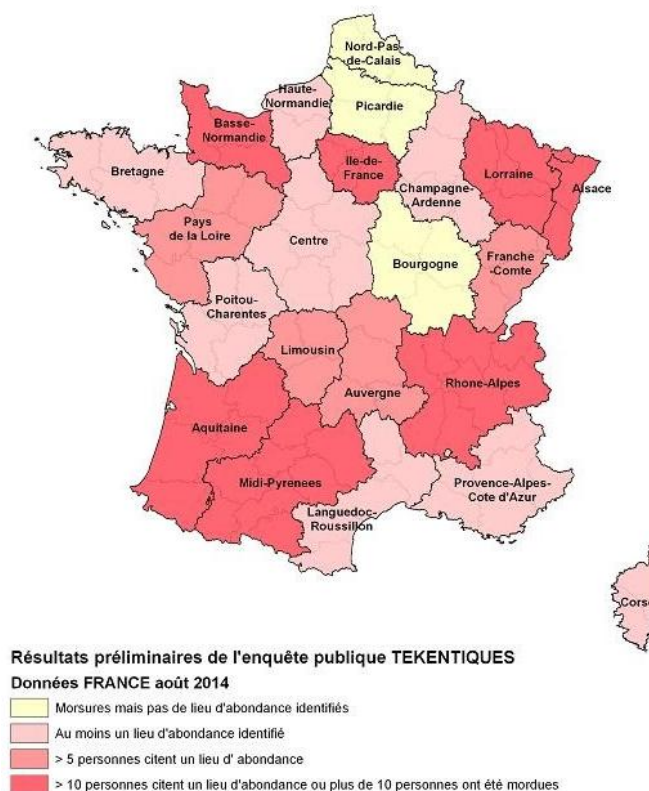 Nord-Pas-
de-Calais
Haute-
Normandie
Picardie
Basse-
Normandie
Ile-de-
France
Lorraine
Alsace
Bretagne
Champagne-
Ardenne
Pays
de la Loire
Centre
Bourgogne
Franche
-Comte
Poitou-
Charentes
Limousin
Auvergne
Rhone-Alpes
Aquitaine
Midi-Pyrenees
Languedoc-
Roussillon
Provence-Alpes-
Cote d'Azur
Corse
Résultats préliminaires de l'enquête publique TEKENTIQUES
Données FRANCE août 2014
Morsures mais pas de lieu d'abondance identifiés
Au moins un lieu d'abondance identifié
> 5 personnes citent un lieu d' abondance
> 10 personnes citent un lieu d'abondance ou plus de 10 personnes ont été mordues